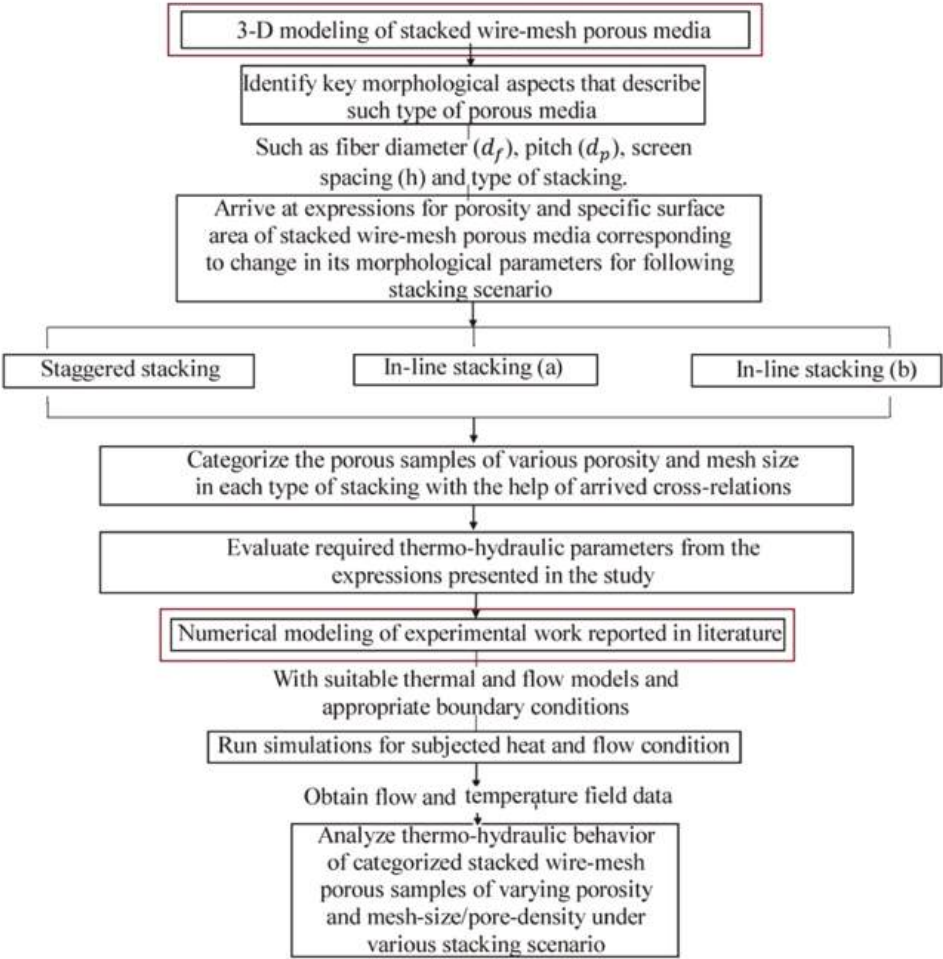 3-D modeling of stacked wire-mesh porous media
Identify key morphological aspects that describe
such type of porous media
Such as fiber diameter (d_f), pitch (d_p), screen
spacing (h) and type of stacking.
Arrive at expressions for porosity and specific surface
area of stacked wire-mesh porous media corresponding
to change in its morphological parameters for following
stacking scenario
Staggered stacking
In-line stacking (a)
In-line stacking (b)
Categorize the porous samples of various porosity and mesh size
in each type of stacking with the help of arrived cross-relations
Evaluate required thermo-hydraulic parameters from the
expressions presented in the study
Numerical modeling of experimental work reported in literature
With suitable thermal and flow models and
appropriate boundary conditions
Run simulations for subjected heat and flow condition
Obtain flow and temperature field data
Analyze thermo-hydraulic behavior
of categorized stacked wire-mesh
porous samples of varying porosity
and mesh-size/pore-density under
various stacking scenario